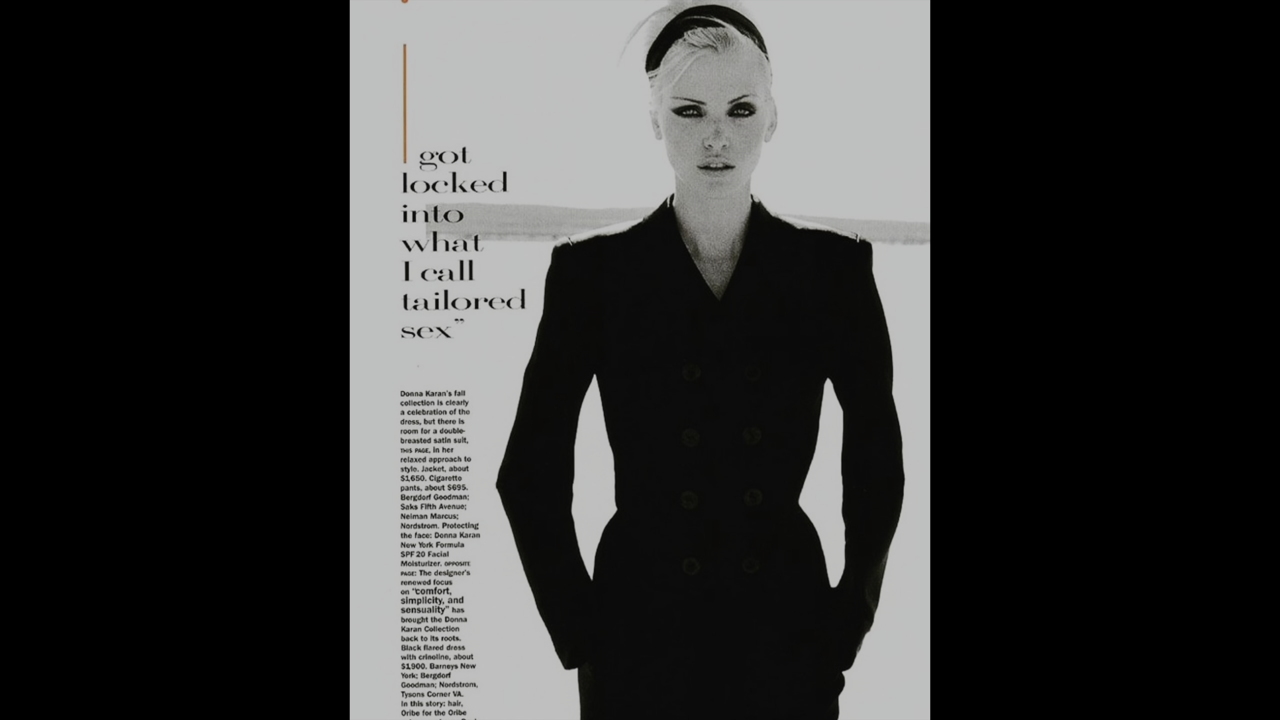 got
locked
into
what
I call
tailored
sex”
Donna Karan's fall
collection is clearly
a celebration of the
dress, but there is
room for a double-
breasted satin suit,
THIS PAGE, in her
relaxed approach to
style. Jacket, about
$1650. Cigarette
pants, about $695.
Bergdorf Goodman;
Saks Fifth Avenue;
Neiman Marcus;
Nordstrom. Protecting
the face: Donna Karan
New York Formula
SPF 20 Facial
Moisturizer. OPPOSITE
PAGE: The designer's
renewed focus
on "comfort,
simplicity, and
sensuality" has
brought the Donna
Karan Collection
back to its roots.
Black flared dress
with crinoline, about
$1900. Barneys New
York; Bergdorf
Goodman; Nordstrom,
Tysons Corner VA.
In this story: hair,
Oribe for the Oribe